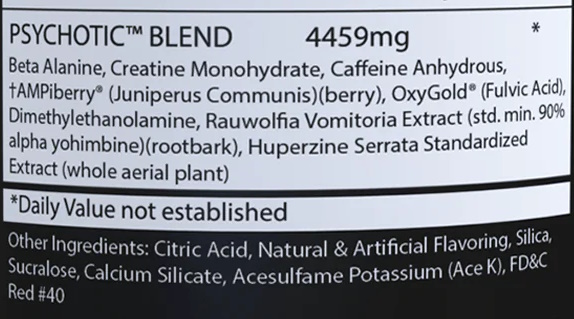 PSYCHOTIC™ BLEND 4459mg *
Beta Alanine, Creatine Monohydrate, Caffeine Anhydrous,
†AMPiberry® (Juniperus Communis)(berry), OxyGold® (Fulvic Acid),
Dimethylethanolamine, Rauwolfia Vomitoria Extract (std. min. 90%
alpha yohimbine)(rootbark), Huperzine Serrata Standardized
Extract (whole aerial plant)
*Daily Value not established
Other Ingredients: Citric Acid, Natural & Artificial Flavoring, Silica,
Sucralose, Calcium Silicate, Acesulfame Potassium (Ace K), FD&C
Red #40